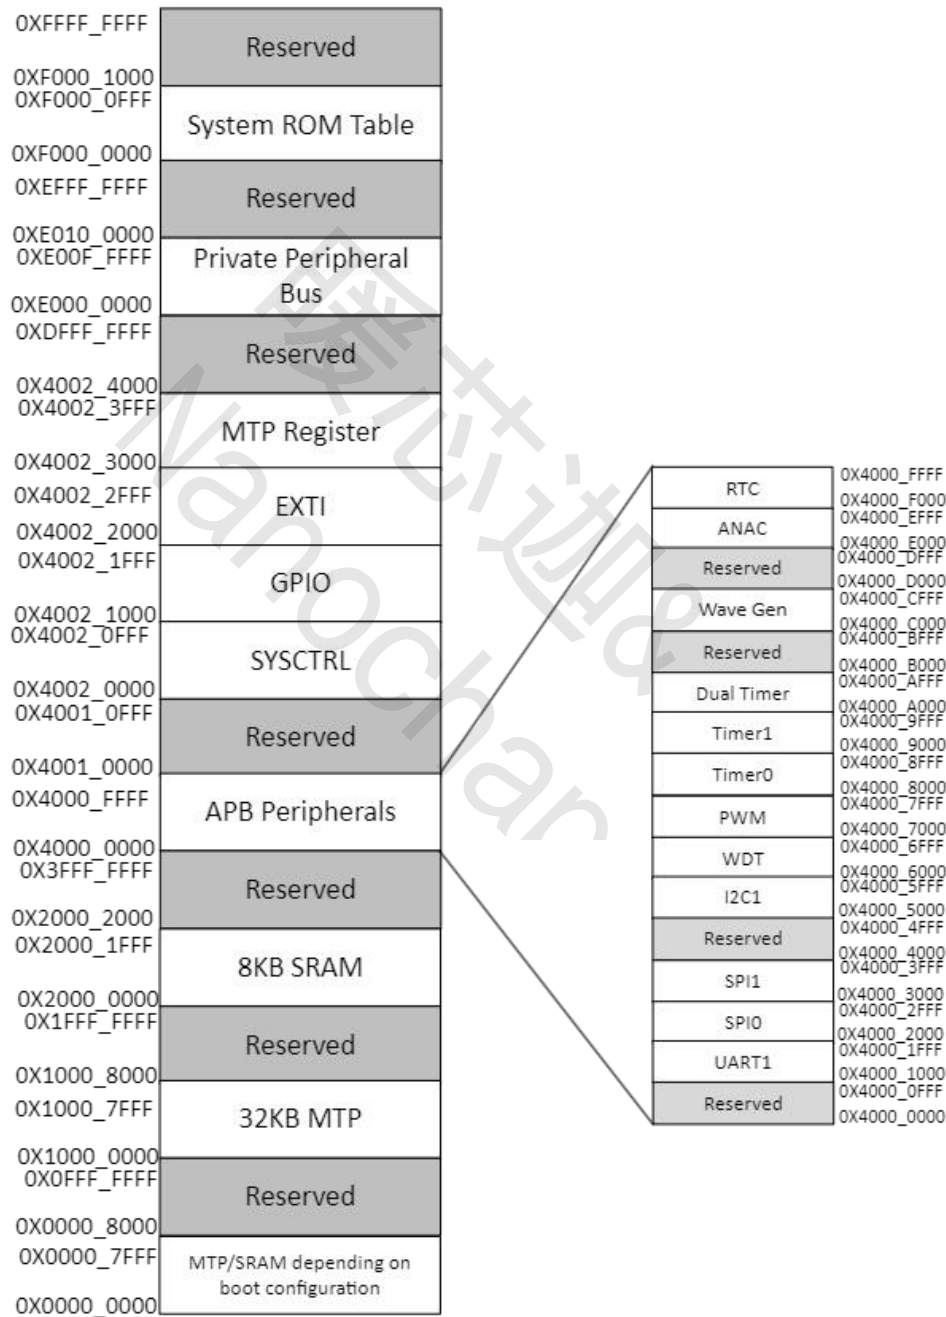 0XFFFF_FFFF
Reserved
0XF000_1000
0XF000_0FFF
System ROM Table
0XF000_0000
0XEFFF_FFFF
Reserved
0XE010_0000
0XE00F_FFFF
Private Peripheral
Bus
0XE000_0000
0XDFFF_FFFF
Reserved
0X4002_4000
0X4002_3FFF
MTP Register
0X4002_3000
0X4002_2FFF
EXTI
0X4002_2000
0X4002_1FFF
GPIO
0X4002_1000
0X4002_0FFF
SYSCTRL
0X4002_0000
0X4001_0FFF
Reserved
0X4001_0000
0X4000_FFFF
APB Peripherals
0X4000_0000
0X3FFF_FFFF
Reserved
0X2000_2000
0X2000_1FFF
8KB SRAM
0X2000_0000
0X1FFF_FFFF
Reserved
0X1000_8000
0X1000_7FFF
32KB MTP
0X1000_0000
0X0FFF_FFFF
Reserved
0X0000_8000
0X0000_7FFF
MTP/SRAM depending on
boot configuration
0X0000_0000
RTC
0X4000_FFFF
0X4000_F000
ANAC
0X4000_EFFF
0X4000_E000
Reserved
0X4000_DFFF
0X4000_D000
Wave Gen
0X4000_CFFF
0X4000_C000
Reserved
0X4000_BFFF
0X4000_B000
Dual Timer
0X4000_AFFF
0X4000_A000
Timer1
0X4000_9FFF
0X4000_9000
Timer0
0X4000_8FFF
0X4000_8000
PWM
0X4000_7FFF
0X4000_7000
WDT
0X4000_6FFF
0X4000_6000
I2C1
0X4000_5FFF
0X4000_5000
Reserved
0X4000_4FFF
0X4000_4000
SPI1
0X4000_3FFF
0X4000_3000
SPI0
0X4000_2FFF
0X4000_2000
UART1
0X4000_1FFF
0X4000_1000
Reserved
0X4000_0FFF
0X4000_0000
暖芯迦&
Nanochap